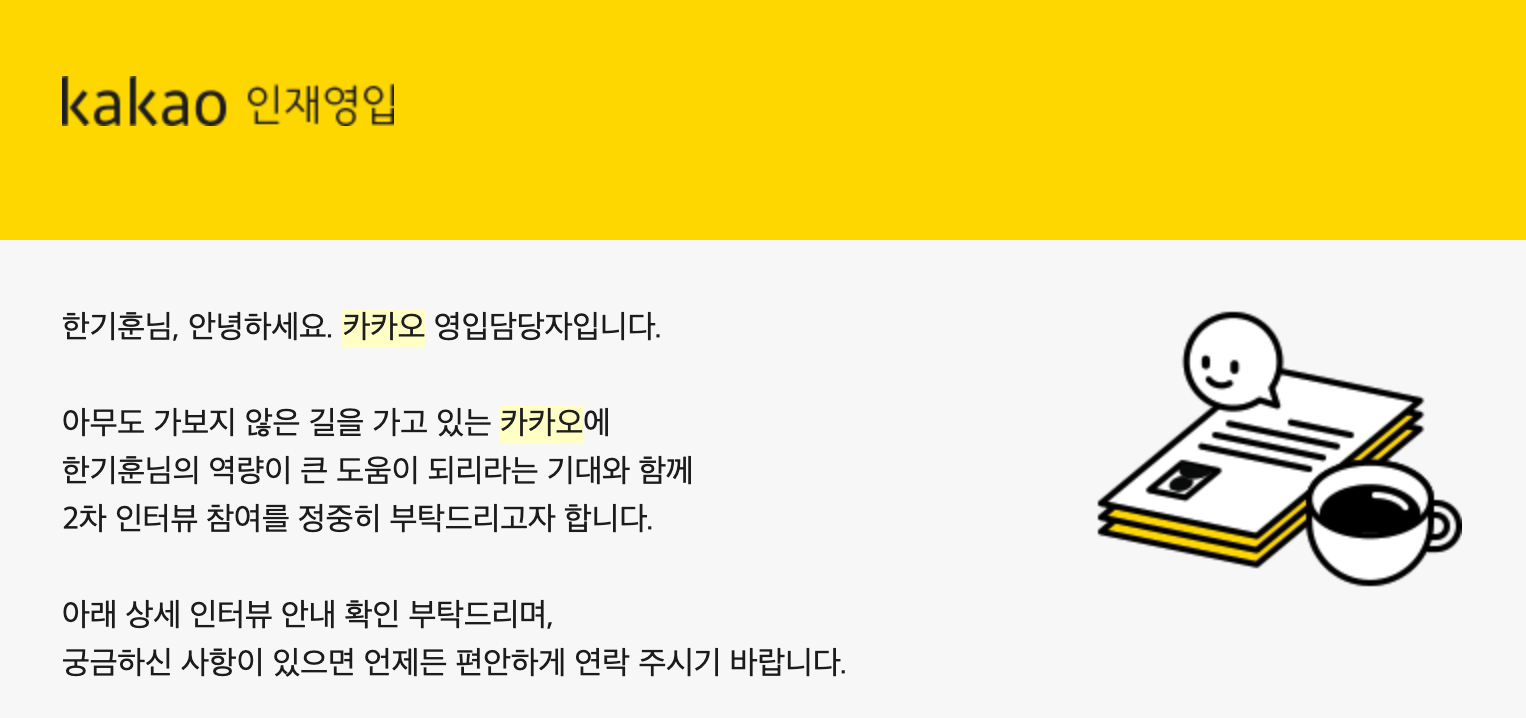 kakao 인재영입
한기훈님, 안녕하세요. 카카오 영입담당자입니다.
아무도 가보지 않은 길을 가고 있는 카카오에
한기훈님의 역량이 큰 도움이 되리라는 기대와 함께
2차 인터뷰 참여를 정중히 부탁드리고자 합니다.
아래 상세 인터뷰 안내 확인 부탁드리며,
궁금하신 사항이 있으면 언제든 편안하게 연락 주시기 바랍니다.